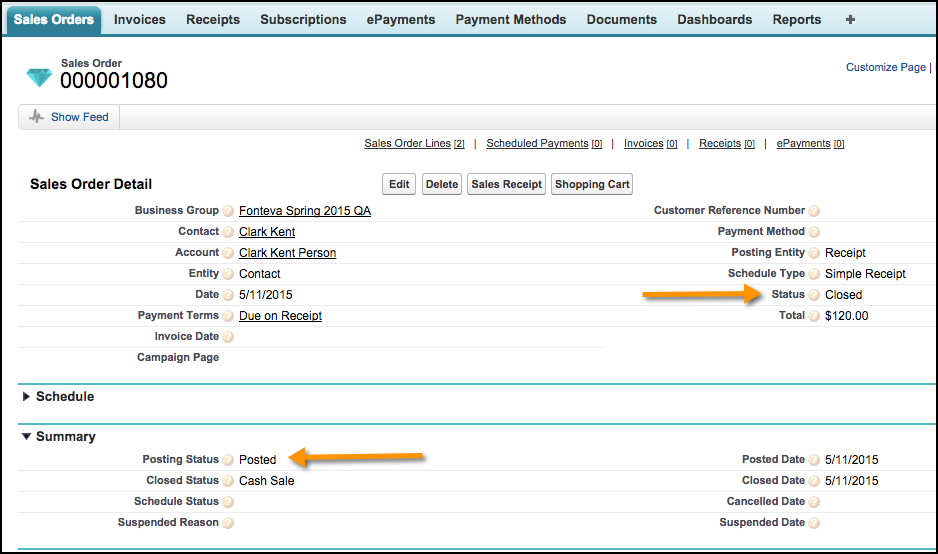 Sales Orders Invoices Receipts Subscriptions ePayments Payment Methods Documents Dashboards Reports +
Sales Order
000001080
Customize Page |
Show Feed
Sales Order Lines [2] | Scheduled Payments [0] | Invoices [0] | Receipts [0] | ePayments [0]
Sales Order Detail Edit Delete Sales Receipt Shopping Cart
Business Group ? Fonteva Spring 2015 QA Customer Reference Number ?
Contact ? Clark Kent Payment Method ?
Account ? Clark Kent Person Posting Entity ? Receipt
Entity ? Contact Schedule Type ? Simple Receipt
Date ? 5/11/2015 Status ? Closed
Payment Terms ? Due on Receipt Total ? $120.00
Invoice Date ?
Campaign Page
Schedule
Summary
Posting Status ? Posted Posted Date ? 5/11/2015
Closed Status ? Cash Sale Closed Date ? 5/11/2015
Schedule Status ? Cancelled Date ?
Suspended Reason ? Suspended Date ?